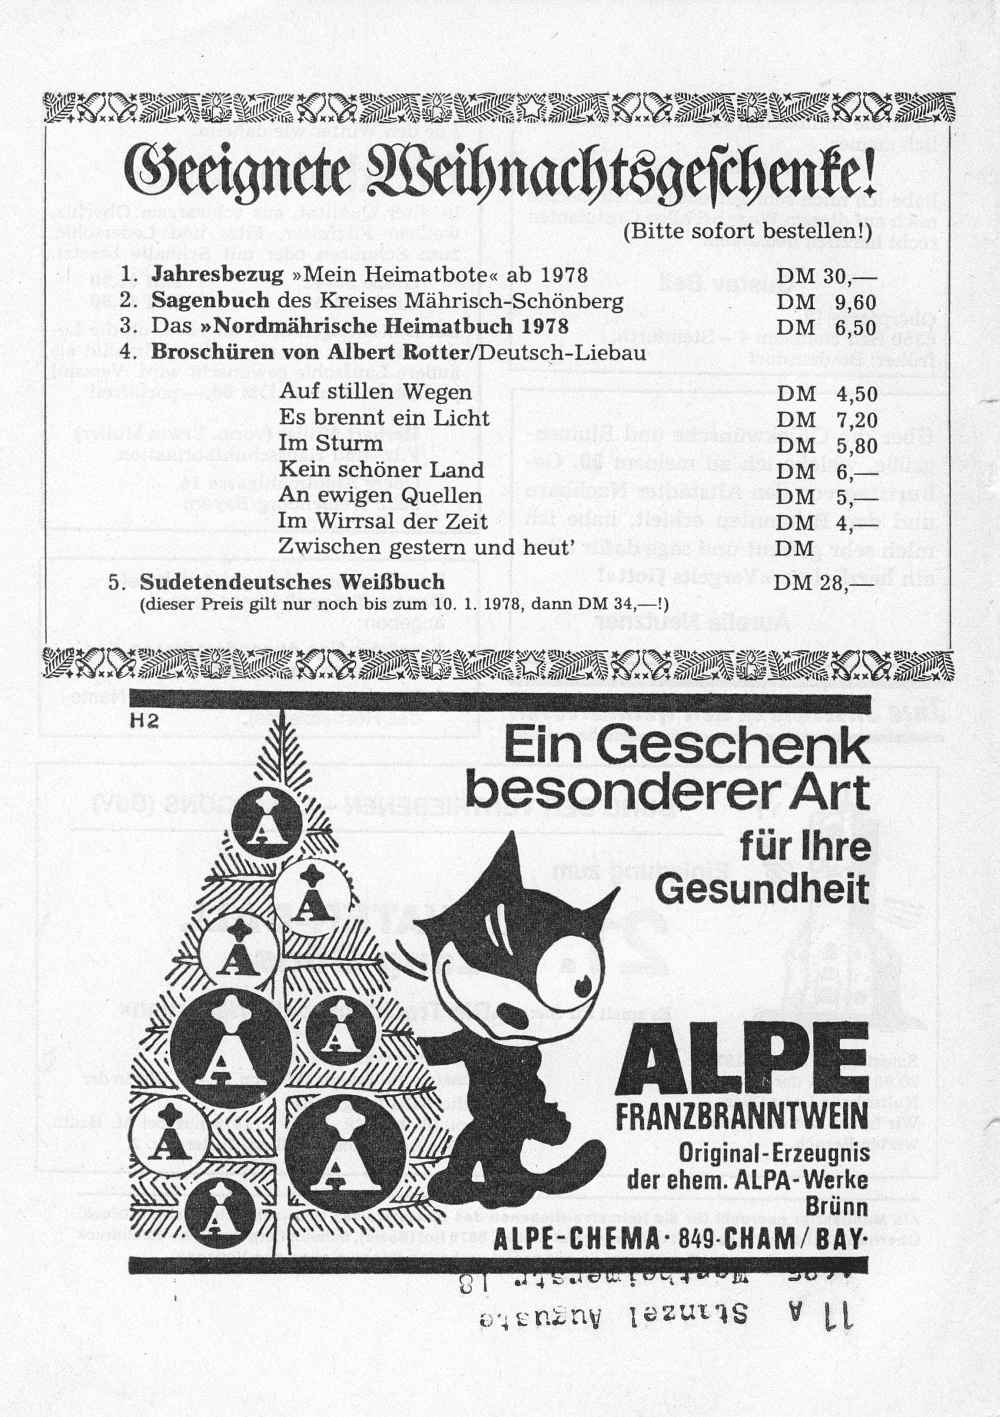 Geeignete Weihnachtsgeschenke!
(Bitte sofort bestellen!)
1. Jahresbezug »Mein Heimatbote« ab 1978 DM 30,—
2. Sagenbuch des Kreises Mährisch-Schönberg DM 9,60
3. Das »Nordmährische Heimatbuch 1978 DM 6,50
4. Broschüren von Albert Rotter/Deutsch-Liebau
Auf stillen Wegen DM 4,50
Es brennt ein Licht DM 7,20
Im Sturm DM 5,80
Kein schöner Land DM 6,—
An ewigen Quellen DM 5,—
Im Wirrsal der Zeit DM 4,—
Zwischen gestern und heut' DM
5. Sudetendeutsches Weißbuch DM 28,—
(dieser Preis gilt nur noch bis zum 10. 1. 1978, dann DM 34,—!)
H2
Ein Geschenk
besonderer Art
für Ihre
Gesundheit
A
A
A
A
A
A
A
A
ALPE
FRANZBRANNTWEIN
Original-Erzeugnis
der ehem. ALPA-Werke
Brünn
ALPE-CHEMA · 849 · CHAM / BAY ·
11 A Stanzel Auguste
18